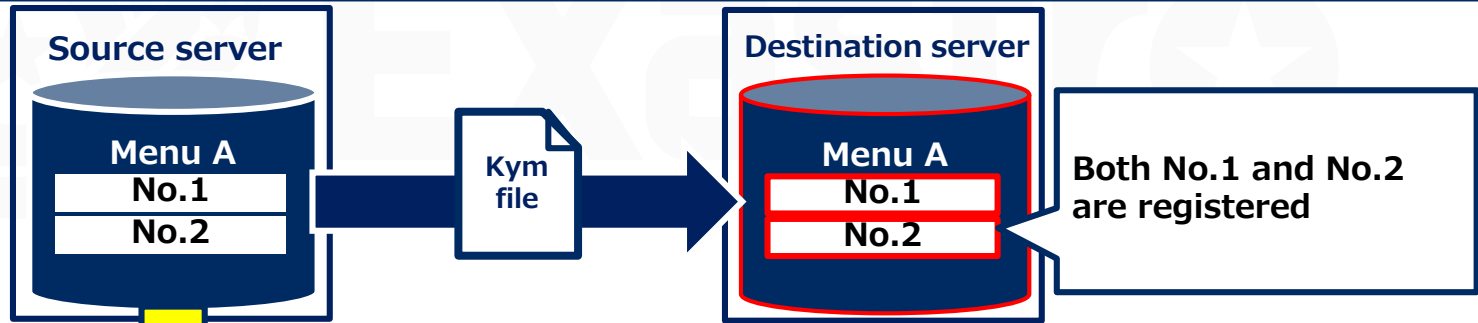 Source server
Menu A
No.1
No.2
Kym
file
Destination server
Menu A
No.1
No.2
Both No.1 and No.2
are registered